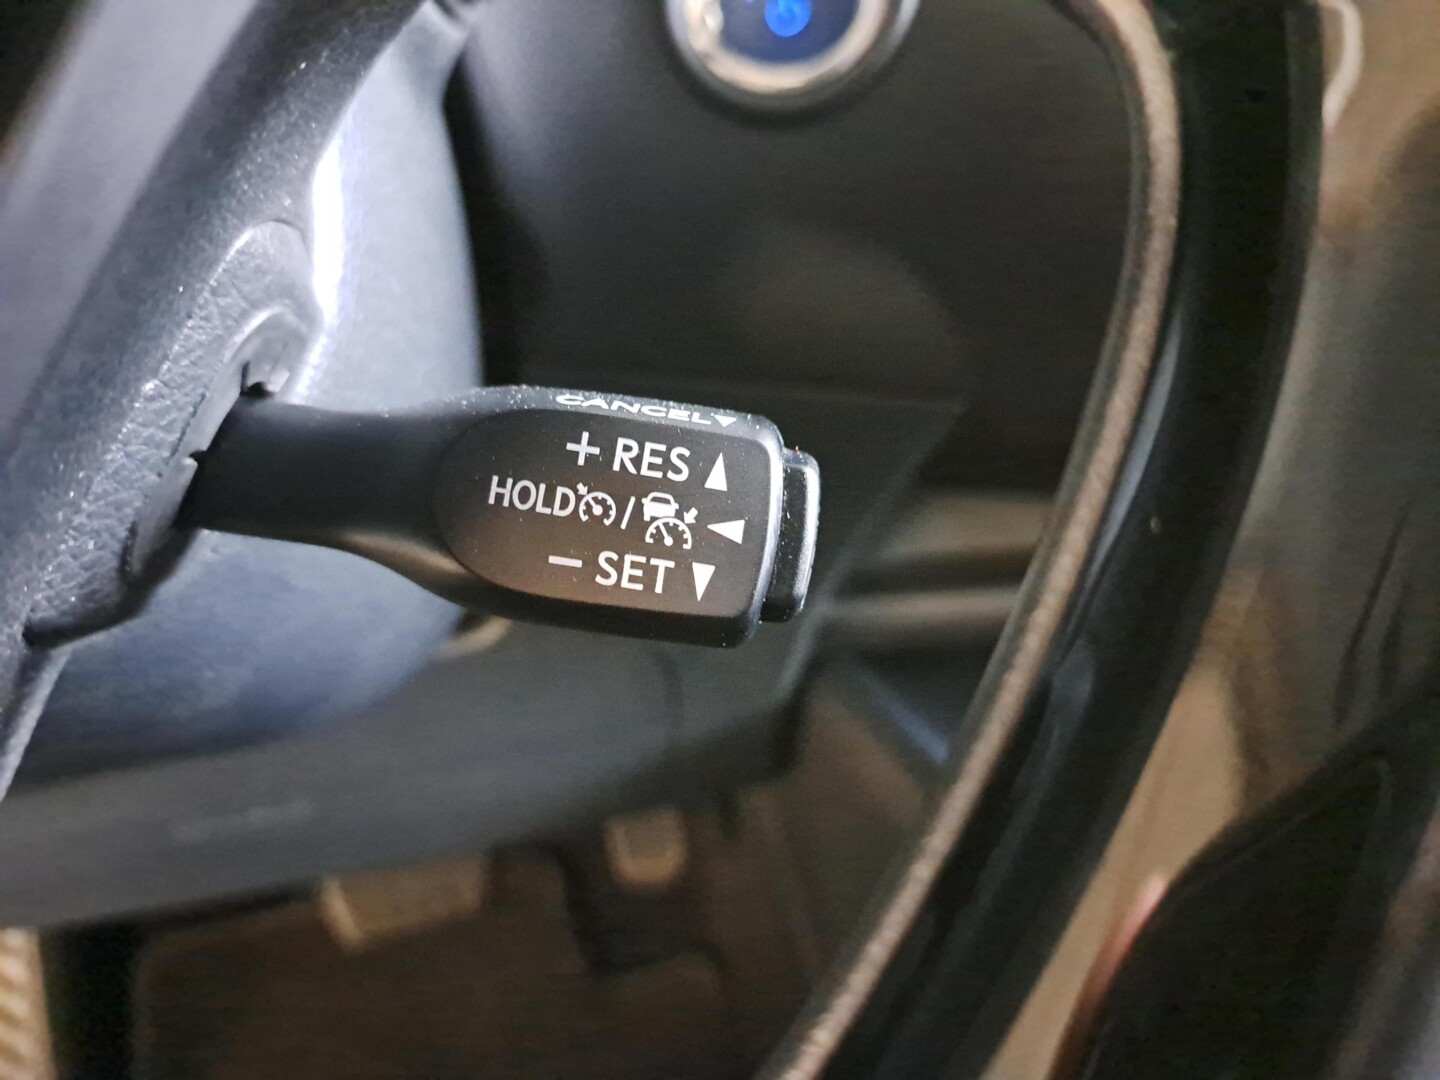 CANCEL▼
+ RES ▲
HOLD / ◀
− SET ▼